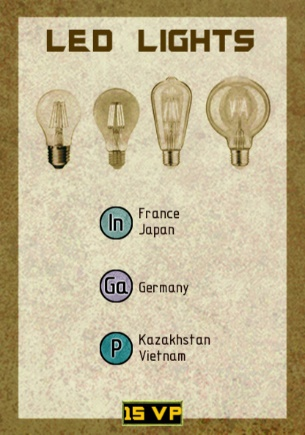 LED LIGHTS
In France
Japan
Ga Germany
P Kazakhstan
Vietnam
15 VP